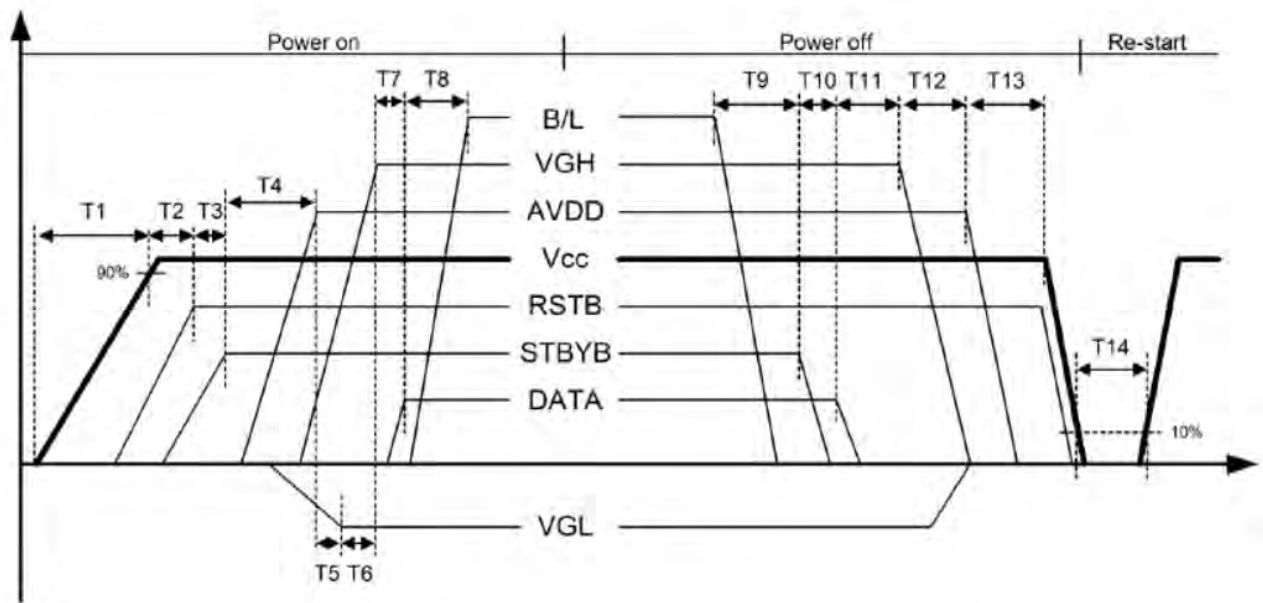 Power on Power off Re-start
T7 T8 T9 T10 T11 T12 T13
B/L
VGH
T4
AVDD
T1 T2 T3
Vcc
90%
RSTB
STBYB
T14
DATA
10%
VGL
T5 T6